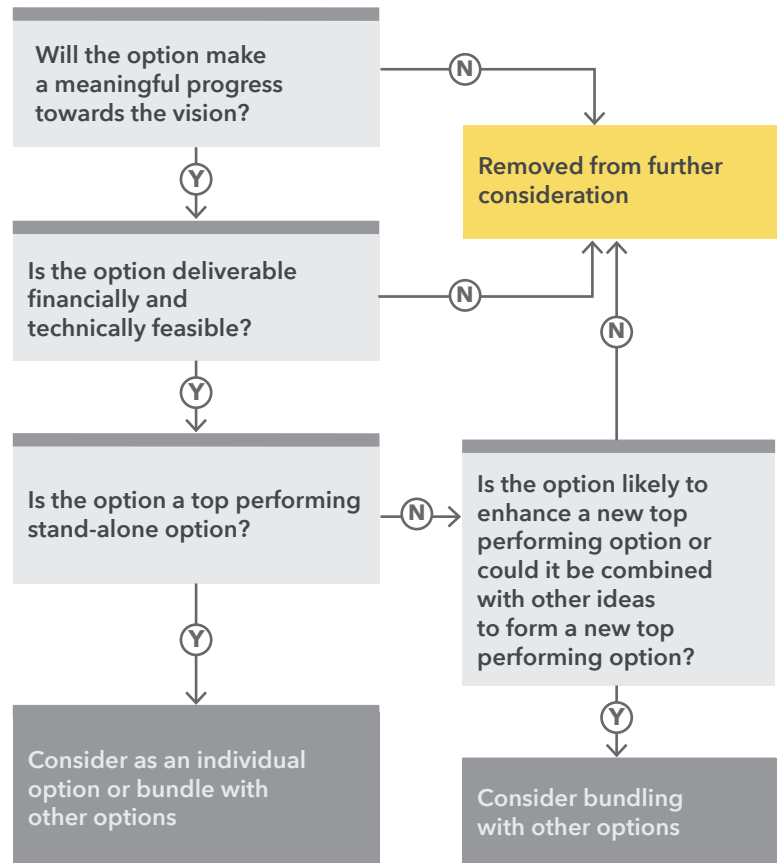 Will the option make
a meaningful progress
towards the vision?
N
Removed from further
consideration
Y
Is the option deliverable
financially and
technically feasible?
N
N
Y
Is the option a top performing
stand-alone option?
N
Is the option likely to
enhance a new top
performing option or
could it be combined
with other ideas
to form a new top
performing option?
Y
Y
Consider as an individual
option or bundle with
other options
Consider bundling
with other options